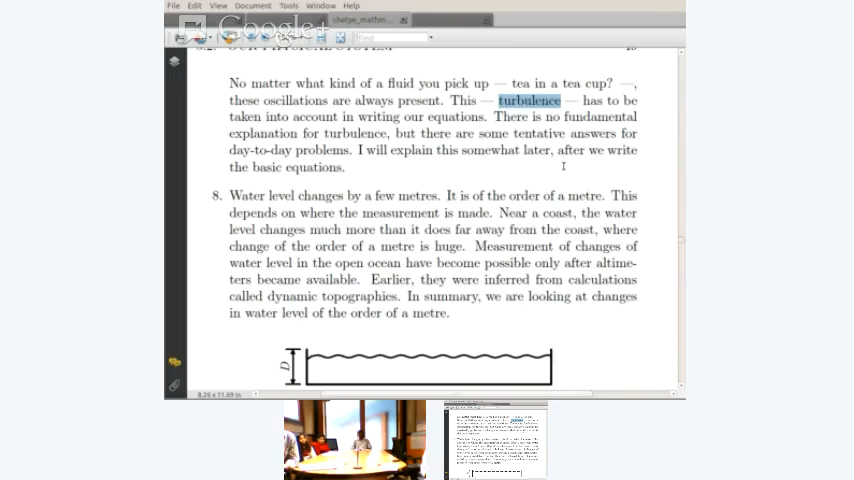 File Edit View Document Tools Window Help
shetye_mathm...
Google+
Find
No matter what kind of a fluid you pick up — tea in a tea cup? —,
these oscillations are always present. This — turbulence — has to be
taken into account in writing our equations. There is no fundamental
explanation for turbulence, but there are some tentative answers for
day-to-day problems. I will explain this somewhat later, after we write
the basic equations.
8. Water level changes by a few metres. It is of the order of a metre. This
depends on where the measurement is made. Near a coast, the water
level changes much more than it does far away from the coast, where
change of the order of a metre is huge. Measurement of changes of
water level in the open ocean have become possible only after altime-
ters became available. Earlier, they were inferred from calculations
called dynamic topographies. In summary, we are looking at changes
in water level of the order of a metre.
D
8.26 x 11.69 in